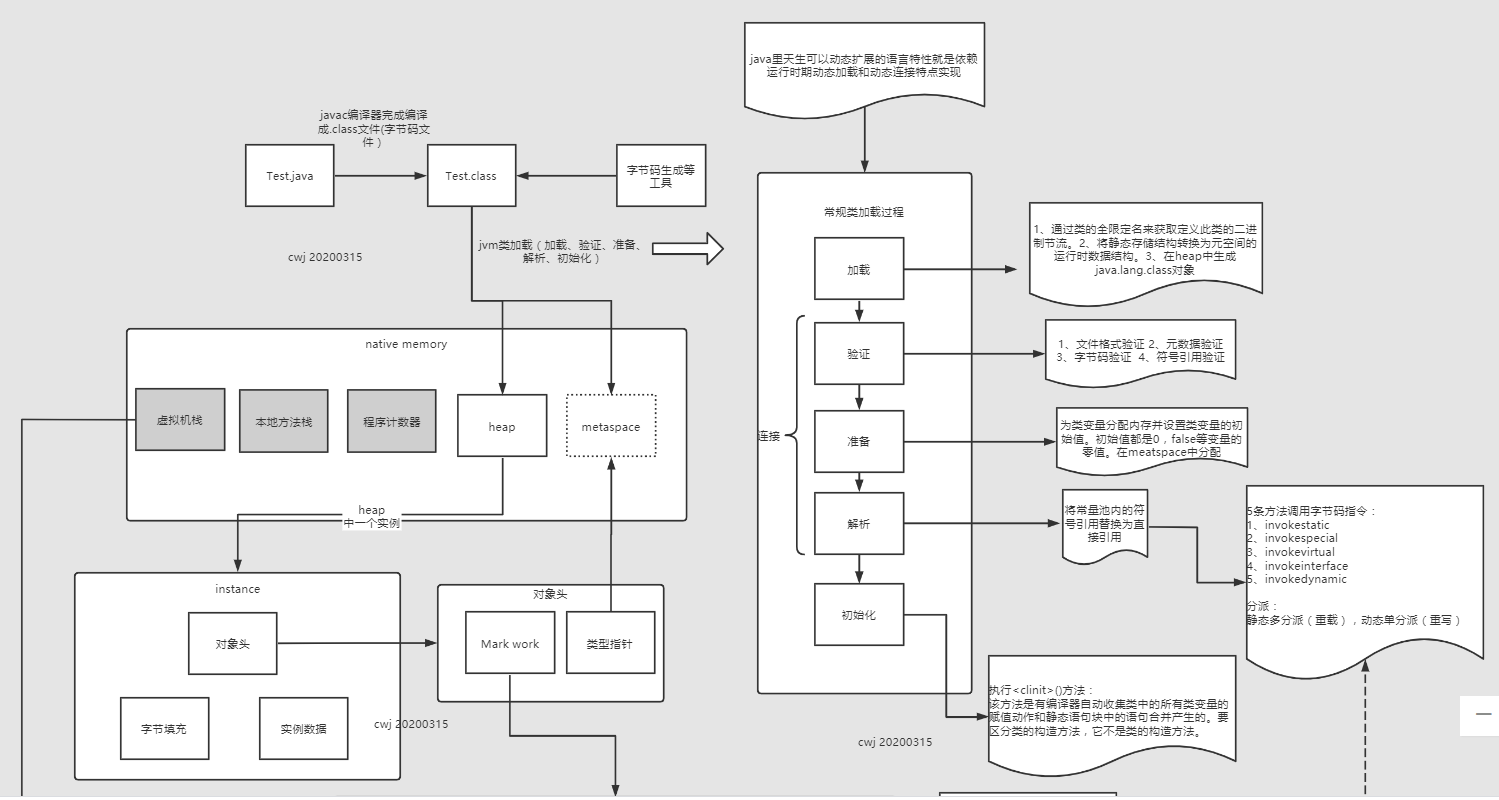 java里天生可以动态扩展的语言特性就是依赖
运行时期动态加载和动态连接特点实现
javac编译器完成编译
成.class文件(字节码文
件）
Test.java
Test.class
字节码生成等
工具
jvm类加载（加载、验证、准备、
解析、初始化）
cwj 20200315
native memory
虚拟机栈
本地方法栈
程序计数器
heap
metaspace
heap
中一个实例
instance
对象头
字节填充
实例数据
对象头
Mark work
类型指针
cwj 20200315
常规类加载过程
加载
验证
连接
准备
解析
初始化
1、通过类的全限定名来获取定义此类的二进
制节流。2、将静态存储结构转换为元空间的
运行时数据结构。3、在heap中生成
java.lang.class对象
1、文件格式验证 2、元数据验证
3、字节码验证 4、符号引用验证
为类变量分配内存并设置类变量的初
始值。初始值都是0，false等变量的
零值。在meatspace中分配
将常量池内的符
号引用替换为直
接引用
5条方法调用字节码指令：
1、invokestatic
2、invokespecial
3、invokevirtual
4、invokeinterface
5、invokedynamic
分派：
静态多分派（重载），动态单分派（重写）
执行<clinit>()方法：
该方法是有编译器自动收集类中的所有类变量的
赋值动作和静态语句块中的语句合并产生的。要
区分类的构造方法，它不是类的构造方法。
cwj 20200315